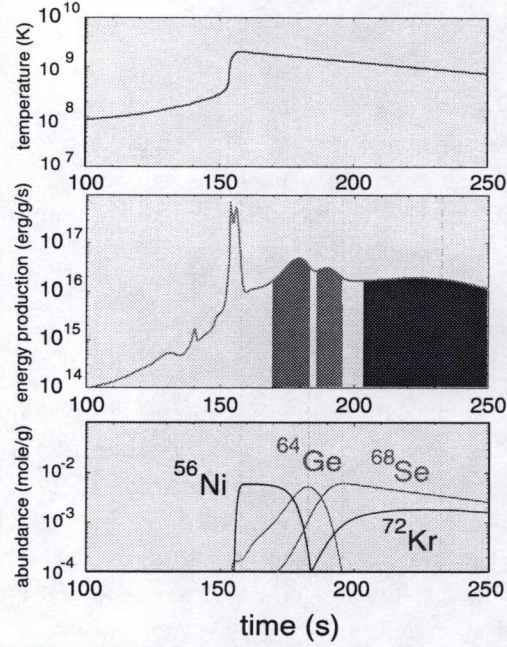 temperature (K)
10^10
10^9
10^8
10^7
100 150 200 250
energy production (erg/g/s)
10^17
10^16
10^15
10^14
100 150 200 250
abundance (mole/g)
10^-2
10^-3
10^-4
^56Ni
^64Ge
^68Se
^72Kr
100 150 200 250
time (s)